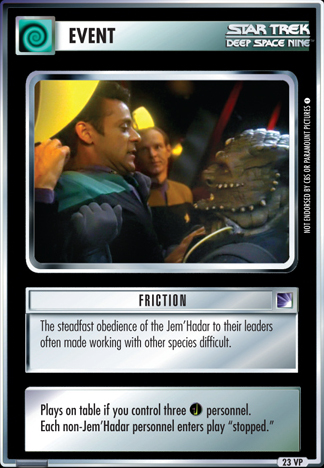 EVENT
STAR TREK
DEEP SPACE NINE
NOT ENDORSED BY CBS OR PARAMOUNT PICTURES
FRICTION
The steadfast obedience of the Jem'Hadar to their leaders
often made working with other species difficult.
Plays on table if you control three personnel.
Each non-Jem'Hadar personnel enters play “stopped.”
23 VP